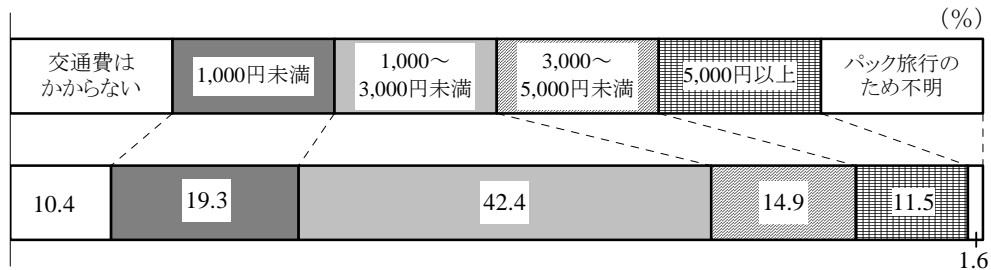 (%)
交通費は
かからない
1,000円未満
1,000～
3,000円未満
3,000～
5,000円未満
5,000円以上
パック旅行の
ため不明
10.4
19.3
42.4
14.9
11.5
1.6